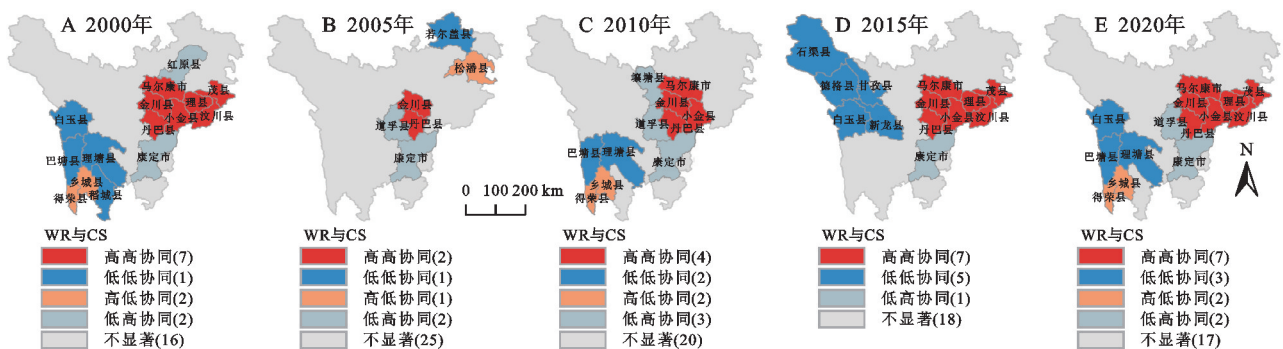 A 2000年
红原县
马尔康市
茂县
金川县
理县
小金县
汶川县
丹巴县
白玉县
巴塘县
理塘县
康定市
乡城县
得荣县
稻城县
WR与CS
高高协同(7)
低低协同(1)
高低协同(2)
低高协同(2)
不显著(16)
B 2005年
若尔盖县
松潘县
金川县
道孚县
丹巴县
康定市
0 100 200 km
WR与CS
高高协同(2)
低低协同(1)
高低协同(1)
低高协同(2)
不显著(25)
C 2010年
壤塘县
马尔康市
金川县
小金县
道孚县
丹巴县
巴塘县
理塘县
康定市
乡城县
得荣县
WR与CS
高高协同(4)
低低协同(2)
高低协同(2)
低高协同(3)
不显著(20)
D 2015年
石渠县
德格县
甘孜县
马尔康市
茂县
金川县
理县
白玉县
新龙县
小金县
汶川县
丹巴县
康定市
WR与CS
高高协同(7)
低低协同(5)
低高协同(1)
不显著(18)
E 2020年
马尔康市
茂县
金川县
理县
白玉县
道孚县
小金县
汶川县
丹巴县
巴塘县
理塘县
康定市
乡城县
得荣县
N
WR与CS
高高协同(7)
低低协同(3)
高低协同(2)
低高协同(2)
不显著(17)